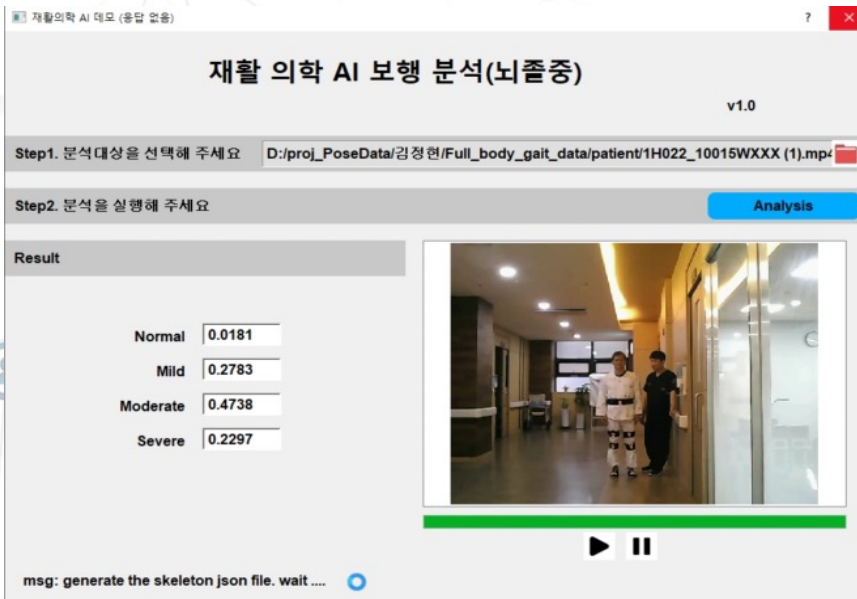 재활의학 AI 데모 (응답 없음)
재활 의학 AI 보행 분석(뇌졸중)
v1.0
Step1. 분석대상을 선택해 주세요 D:/proj_PoseData/김정현/Full_body_gait_data/patient/1H022_10015WXXX (1).mp4
Step2. 분석을 실행해 주세요 Analysis
Result
Normal 0.0181
Mild 0.2783
Moderate 0.4738
Severe 0.2297
msg: generate the skeleton json file. wait ....